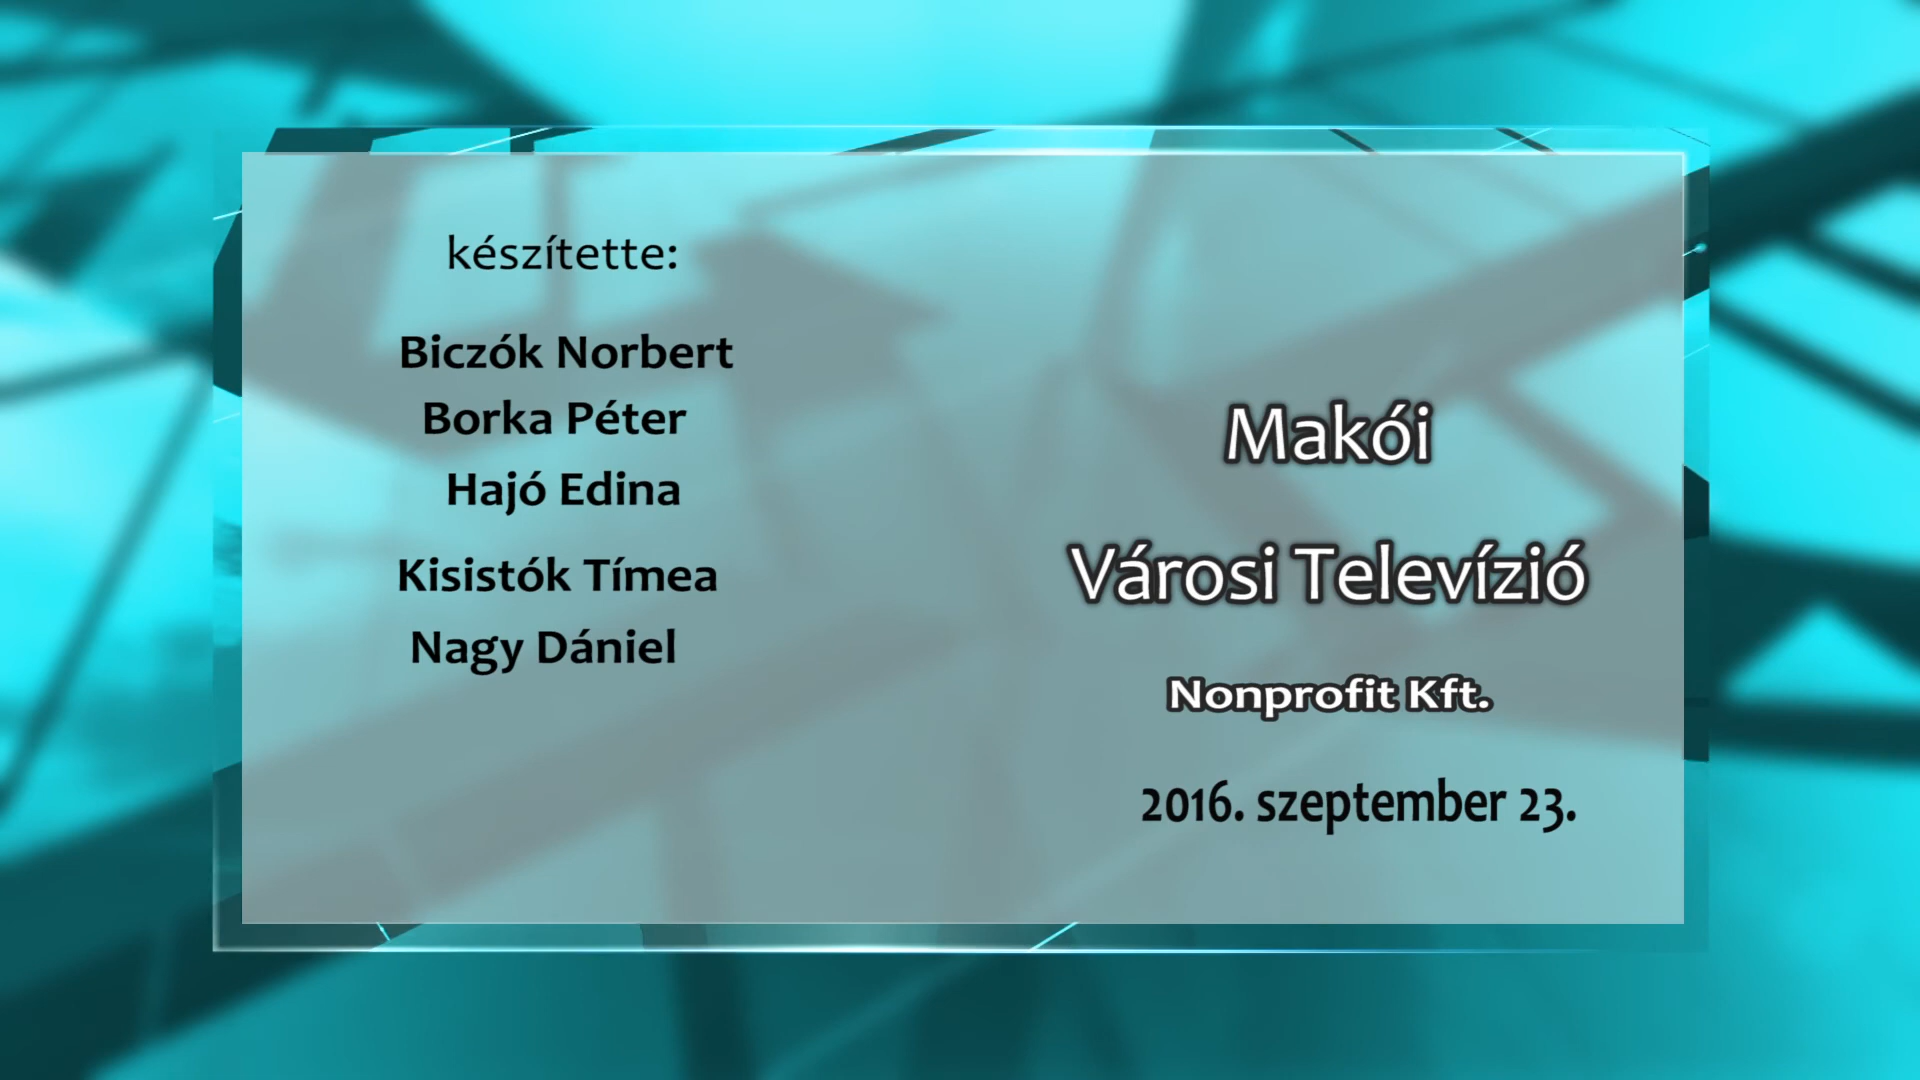 készítette:
Biczók Norbert
Borka Péter
Hajó Edina
Kisistók Tímea
Nagy Dániel
Makói
Városi Televízió
Nonprofit Kft.
2016. szeptember 23.